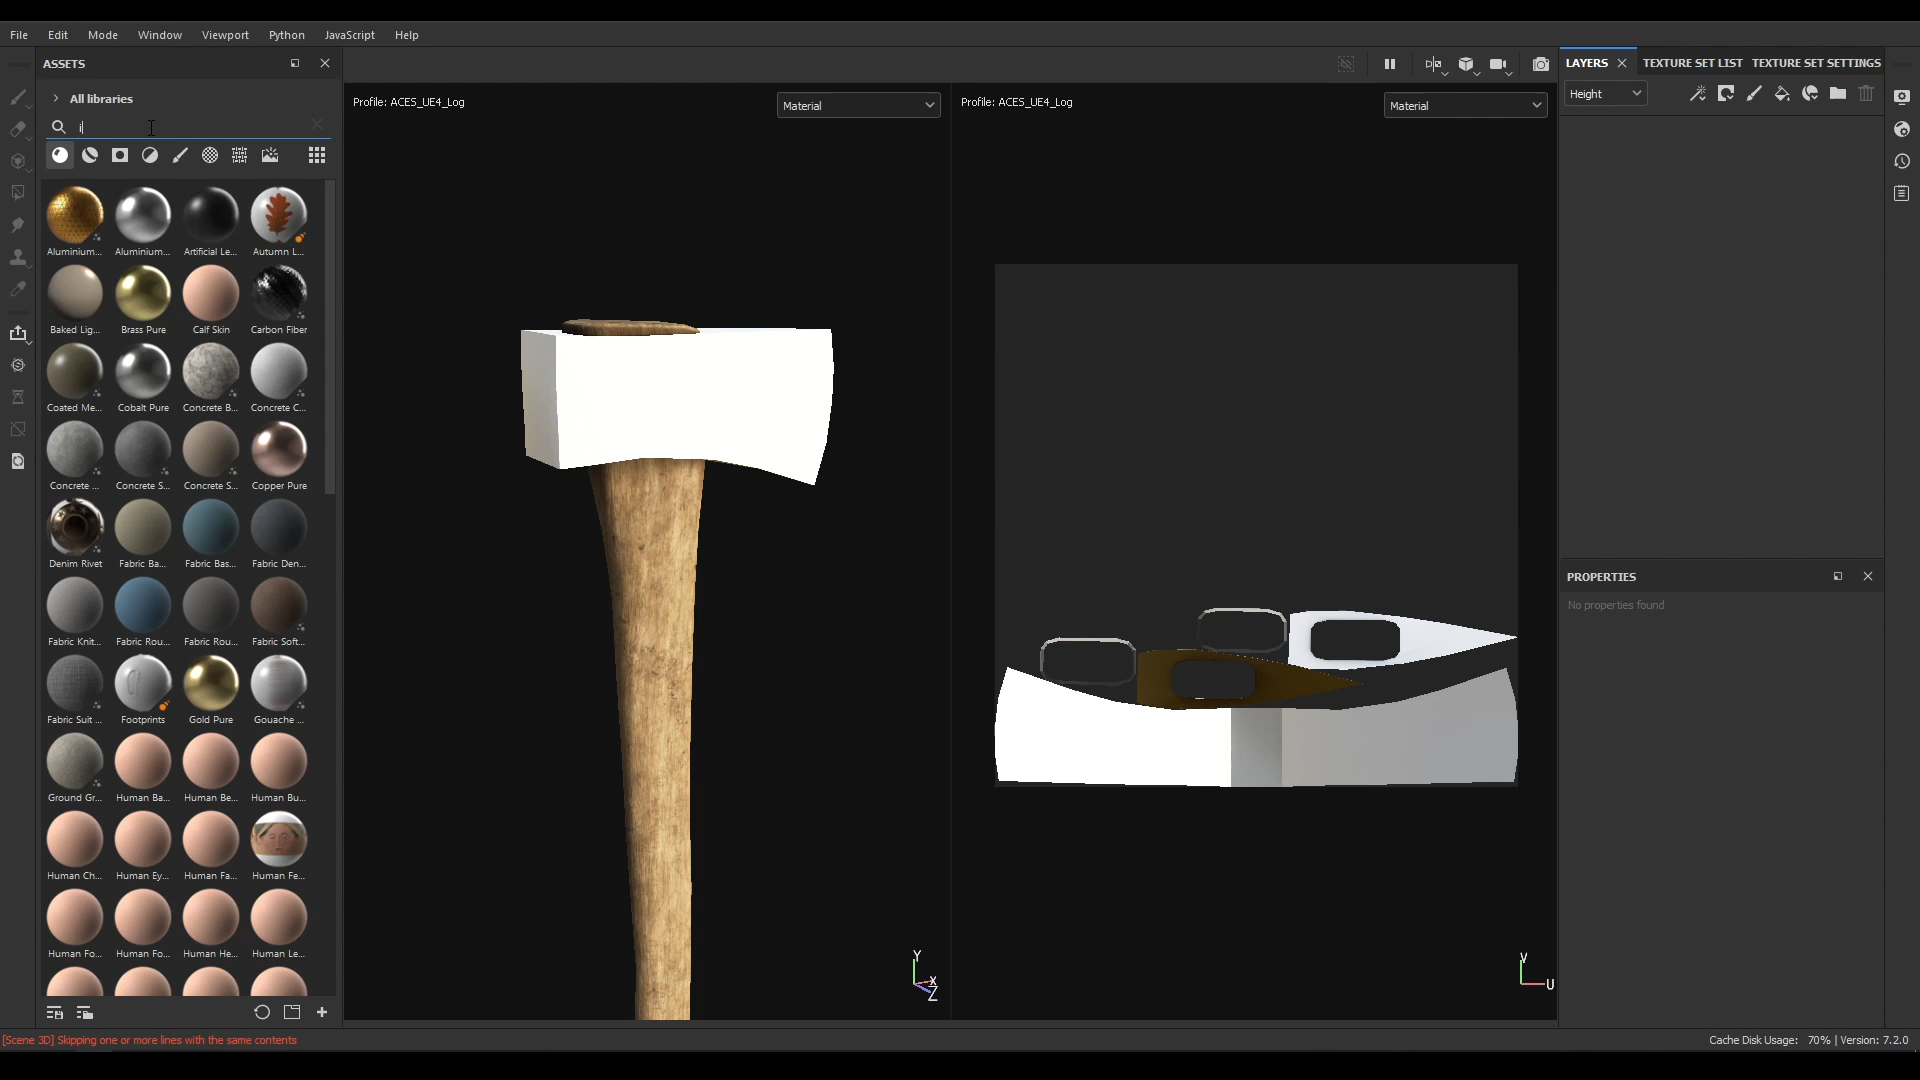 File Edit Mode Window Viewport Python JavaScript Help
ASSETS
All libraries
i
Aluminium... Aluminium... Artificial Le... Autumn L...
Baked Lig... Brass Pure Calf Skin Carbon Fiber
Coated Me... Cobalt Pure Concrete B... Concrete C...
Concrete ... Concrete S... Concrete S... Copper Pure
Denim Rivet Fabric Ba... Fabric Bas... Fabric Den...
Fabric Knit... Fabric Rou... Fabric Rou... Fabric Soft...
Fabric Suit ... Footprints Gold Pure Gouache ...
Ground Gr... Human Ba... Human Be... Human Bu...
Human Ch... Human Ey... Human Fa... Human Fe...
Human Fo... Human Fo... Human He... Human Le...
Profile: ACES_UE4_Log
Material
Y
X
Z
Profile: ACES_UE4_Log
Material
V
U
LAYERS TEXTURE SET LIST TEXTURE SET SETTINGS
Height
PROPERTIES
No properties found
[Scene 3D] Skipping one or more lines with the same contents
Cache Disk Usage: 70% | Version: 7.2.0